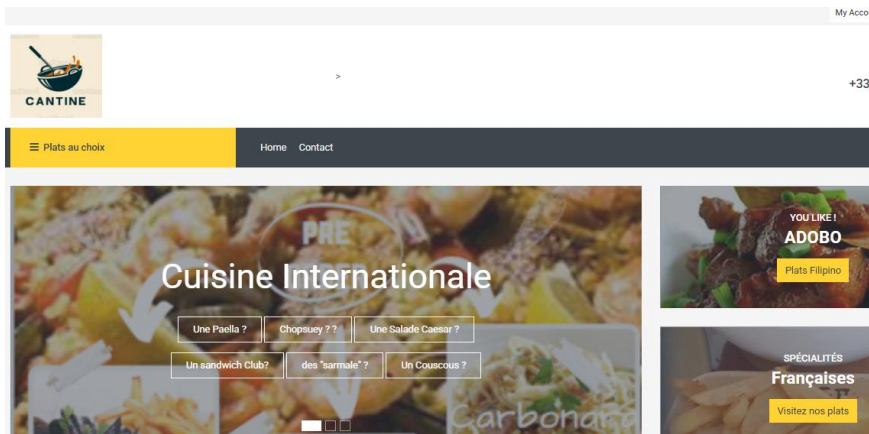 My Acco
CANTINE
>
+33
☰ Plats au choix
Home Contact
PRE
Cuisine Internationale
Une Paella ?
Chopsuey ? ?
Une Salade Caesar ?
Un sandwich Club?
des "sarmale" ?
Un Couscous ?
Carbonara
YOU LIKE !
ADOBO
Plats Filipino
SPÉCIALITÉS
Françaises
Visitez nos plats